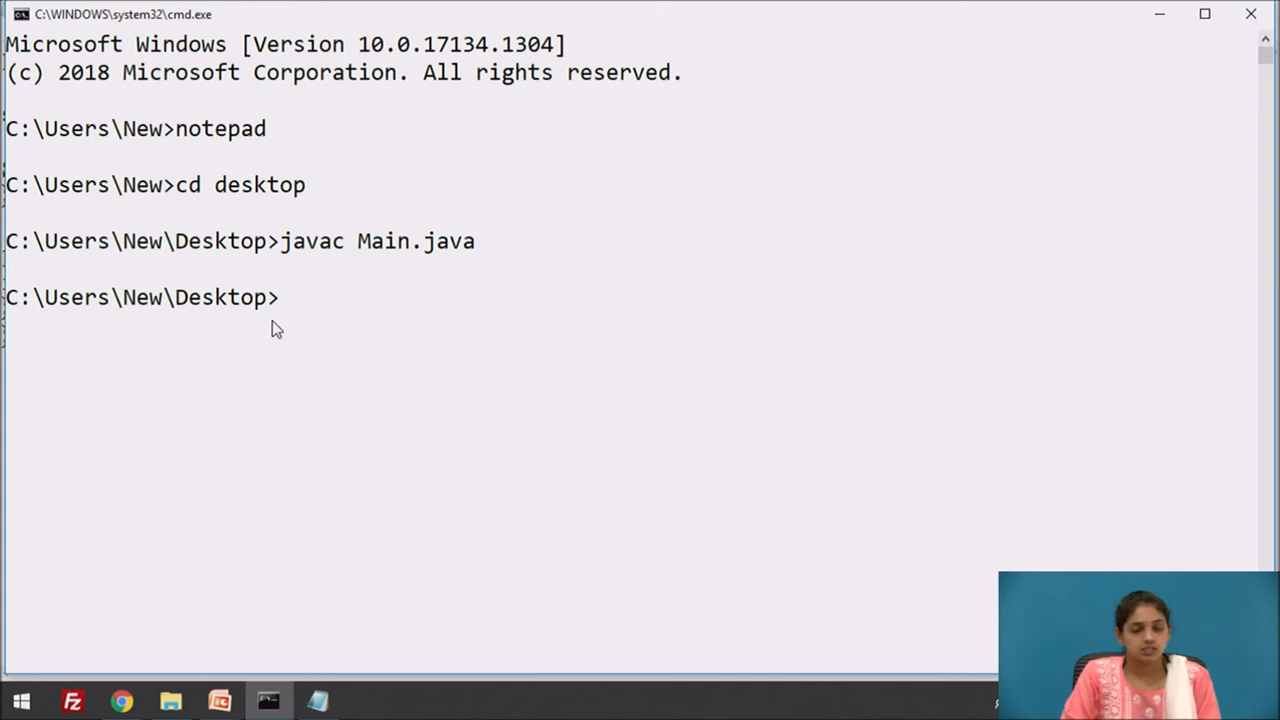 C:\WINDOWS\system32\cmd.exe
Microsoft Windows [Version 10.0.17134.1304]
(c) 2018 Microsoft Corporation. All rights reserved.
C:\Users\New>notepad
C:\Users\New>cd desktop
C:\Users\New\Desktop>javac Main.java
C:\Users\New\Desktop>